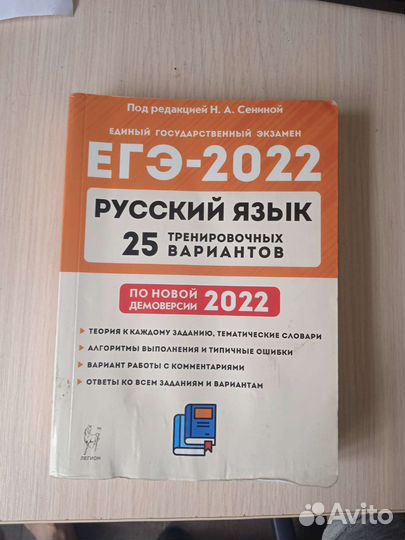 Под редакцией Н. А. Сениной
ЕДИНЫЙ ГОСУДАРСТВЕННЫЙ ЭКЗАМЕН
ЕГЭ-2022
РУССКИЙ ЯЗЫК
25 ТРЕНИРОВОЧНЫХ
ВАРИАНТОВ
ПО НОВОЙ
ДЕМОВЕРСИИ 2022
ТЕОРИЯ К КАЖДОМУ ЗАДАНИЮ, ТЕМАТИЧЕСКИЕ СЛОВАРИ
АЛГОРИТМЫ ВЫПОЛНЕНИЯ И ТИПИЧНЫЕ ОШИБКИ
ВАРИАНТ РАБОТЫ С КОММЕНТАРИЯМИ
ОТВЕТЫ КО ВСЕМ ЗАДАНИЯМ И ВАРИАНТАМ
ЛЕГИОН
Avito